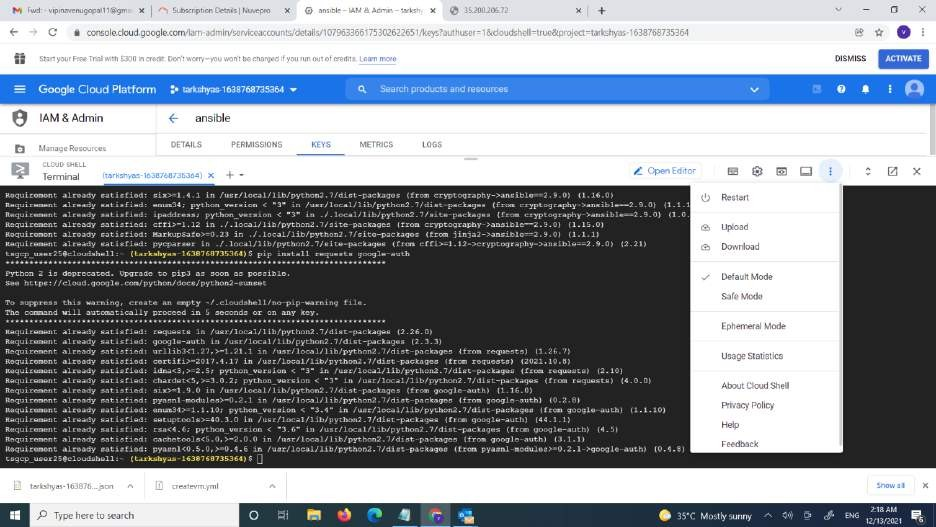 Fwd: - vipinavenugopal11@gma
Subscription Details | Nuvepro
ansible – IAM & Admin – tarkshy
35.200.206.72
console.cloud.google.com/iam-admin/serviceaccounts/details/107963366175302622651/keys?authuser=1&cloudshell=true&project=tarkshyas-1638768735364
Start your Free Trial with $300 in credit. Don't worry—you won't be charged if you run out of credits. Learn more
DISMISS
ACTIVATE
Google Cloud Platform
tarkshyas-1638768735364
Search products and resources
IAM & Admin
ansible
Manage Resources
DETAILS PERMISSIONS KEYS METRICS LOGS
CLOUD SHELL
Terminal
(tarkshyas-1638768735364)
Open Editor
Requirement already satisfied: six>=1.4.1 in /usr/local/lib/python2.7/dist-packages (from cryptography->ansible==2.9.0) (1.16.0)
Requirement already satisfied: enum34; python_version < "3" in /usr/local/lib/python2.7/dist-packages (from cryptography->ansible==2.9.0) (1.1.1
Requirement already satisfied: ipaddress; python_version < "3" in ./.local/lib/python2.7/site-packages (from cryptography->ansible==2.9.0) (1.0.
Requirement already satisfied: cffi>=1.12 in ./.local/lib/python2.7/site-packages (from cryptography->ansible==2.9.0) (1.15.0)
Requirement already satisfied: MarkupSafe>=0.23 in /usr/local/lib/python2.7/dist-packages (from jinja2->ansible==2.9.0) (1.1.1)
Requirement already satisfied: pycparser in ./.local/lib/python2.7/site-packages (from cffi>=1.12->cryptography->ansible==2.9.0) (2.21)
tsgcp_user25@cloudshell:~ (tarkshyas-1638768735364)$ pip install requests google-auth
********************************************************************************
Python 2 is deprecated. Upgrade to pip3 as soon as possible.
See https://cloud.google.com/python/docs/python2-sunset
To suppress this warning, create an empty ~/.cloudshell/no-pip-warning file.
The command will automatically proceed in 5 seconds or on any key.
********************************************************************************
Requirement already satisfied: requests in /usr/local/lib/python2.7/dist-packages (2.26.0)
Requirement already satisfied: google-auth in /usr/local/lib/python2.7/dist-packages (2.3.3)
Requirement already satisfied: urllib3<1.27,>=1.21.1 in /usr/local/lib/python2.7/dist-packages (from requests) (1.26.7)
Requirement already satisfied: certifi>=2017.4.17 in /usr/local/lib/python2.7/dist-packages (from requests) (2021.10.8)
Requirement already satisfied: idna<3,>=2.5; python_version < "3" in /usr/local/lib/python2.7/dist-packages (from requests) (2.10)
Requirement already satisfied: chardet<5,>=3.0.2; python_version < "3" in /usr/local/lib/python2.7/dist-packages (from requests) (4.0.0)
Requirement already satisfied: six>=1.9.0 in /usr/local/lib/python2.7/dist-packages (from google-auth) (1.16.0)
Requirement already satisfied: pyasn1-modules>=0.2.1 in /usr/local/lib/python2.7/dist-packages (from google-auth) (0.2.8)
Requirement already satisfied: enum34>=1.1.10; python_version < "3.4" in /usr/local/lib/python2.7/dist-packages (from google-auth) (1.1.10)
Requirement already satisfied: setuptools>=40.3.0 in /usr/local/lib/python2.7/dist-packages (from google-auth) (44.1.1)
Requirement already satisfied: rsa<4.6; python_version < "3.6" in /usr/local/lib/python2.7/dist-packages (from google-auth) (4.5)
Requirement already satisfied: cachetools<5.0,>=2.0.0 in /usr/local/lib/python2.7/dist-packages (from google-auth) (3.1.1)
Requirement already satisfied: pyasn1<0.5.0,>=0.4.6 in /usr/local/lib/python2.7/dist-packages (from pyasn1-modules>=0.2.1->google-auth) (0.4.8)
tsgcp_user25@cloudshell:~ (tarkshyas-1638768735364)$
Restart
Upload
Download
Default Mode
Safe Mode
Ephemeral Mode
Usage Statistics
About Cloud Shell
Privacy Policy
Help
Feedback
tarkshyas-163876....json
createvm.yml
Show all
Type here to search
35°C Mostly sunny
ENG
2:18 AM
12/13/2021
6